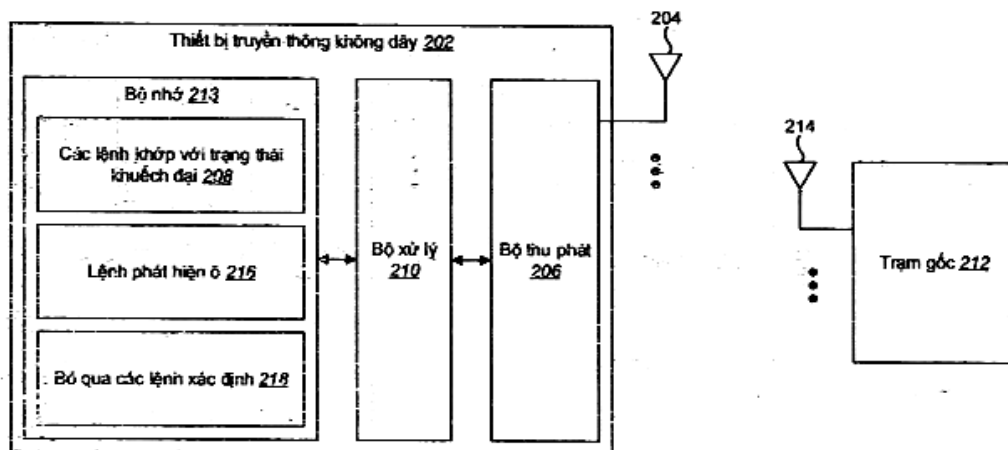 Thiết bị truyền thông không dây 202
204
Bộ nhớ 213
Các lệnh khớp với trạng thái
khuếch đại 208
Lệnh phát hiện ô 216
Bỏ qua các lệnh xác định 218
Bộ xử lý
210
Bộ thu phát
206
214
Trạm gốc 212